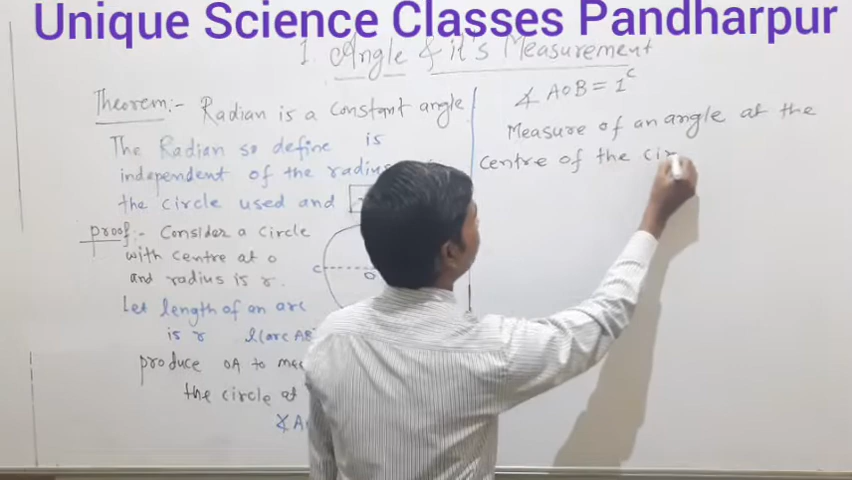 Unique Science Classes Pandharpur
1. Angle & it's Measurement
Theorem:- Radian is a constant angle
The Radian so define is
independent of the radius
the circle used and
proof:- Consider a circle
with centre at o
and radius is r.
Let length of an arc
is r l(arc AB
produce OA to
the circle at
∡A
C
O
∡ AOB = 1ᶜ
Measure of an angle at the
Centre of the cir